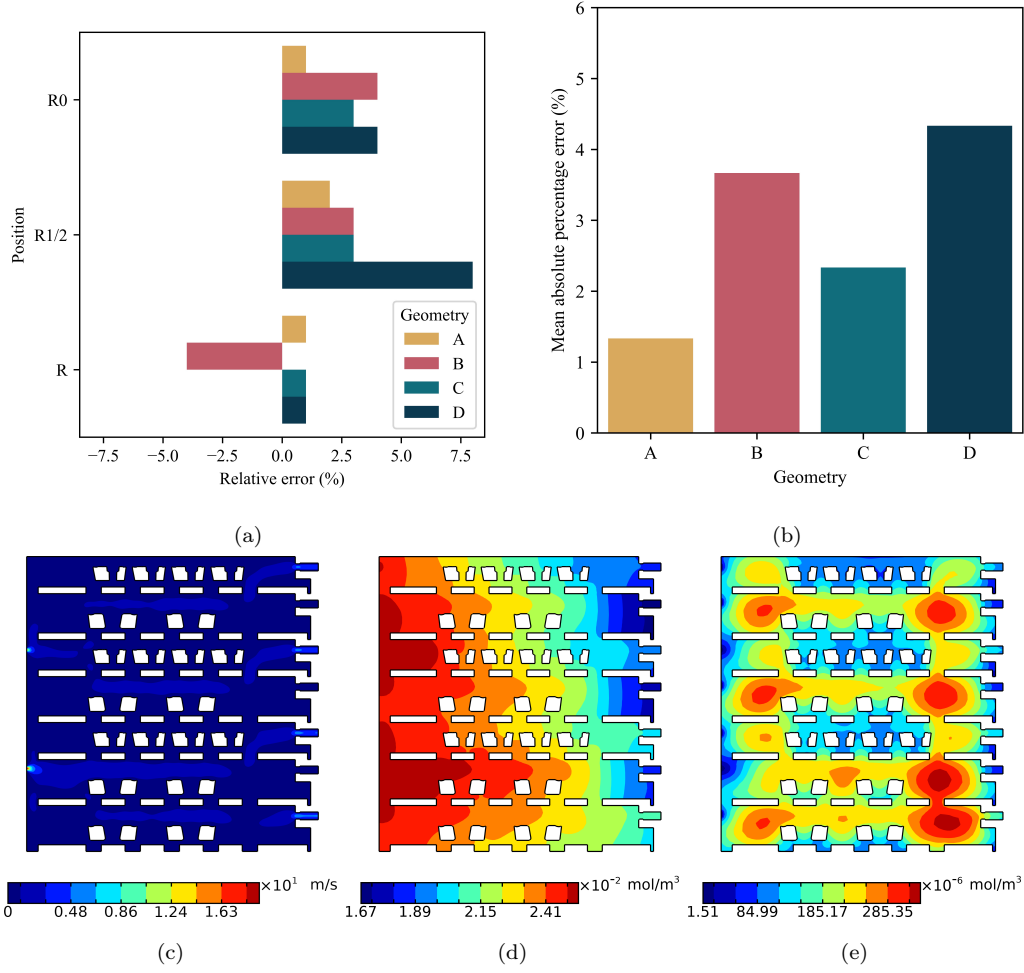 R0
R1/2
R
Position
−7.5 −5.0 −2.5 0.0 2.5 5.0 7.5
Relative error (%)
Geometry
A
B
C
D
(a)
6
5
4
3
2
1
0
Mean absolute percentage error (%)
A B C D
Geometry
(b)
×10¹ m/s
0 0.48 0.86 1.24 1.63
(c)
×10⁻² mol/m³
1.67 1.89 2.15 2.41
(d)
×10⁻⁶ mol/m³
1.51 84.99 185.17 285.35
(e)